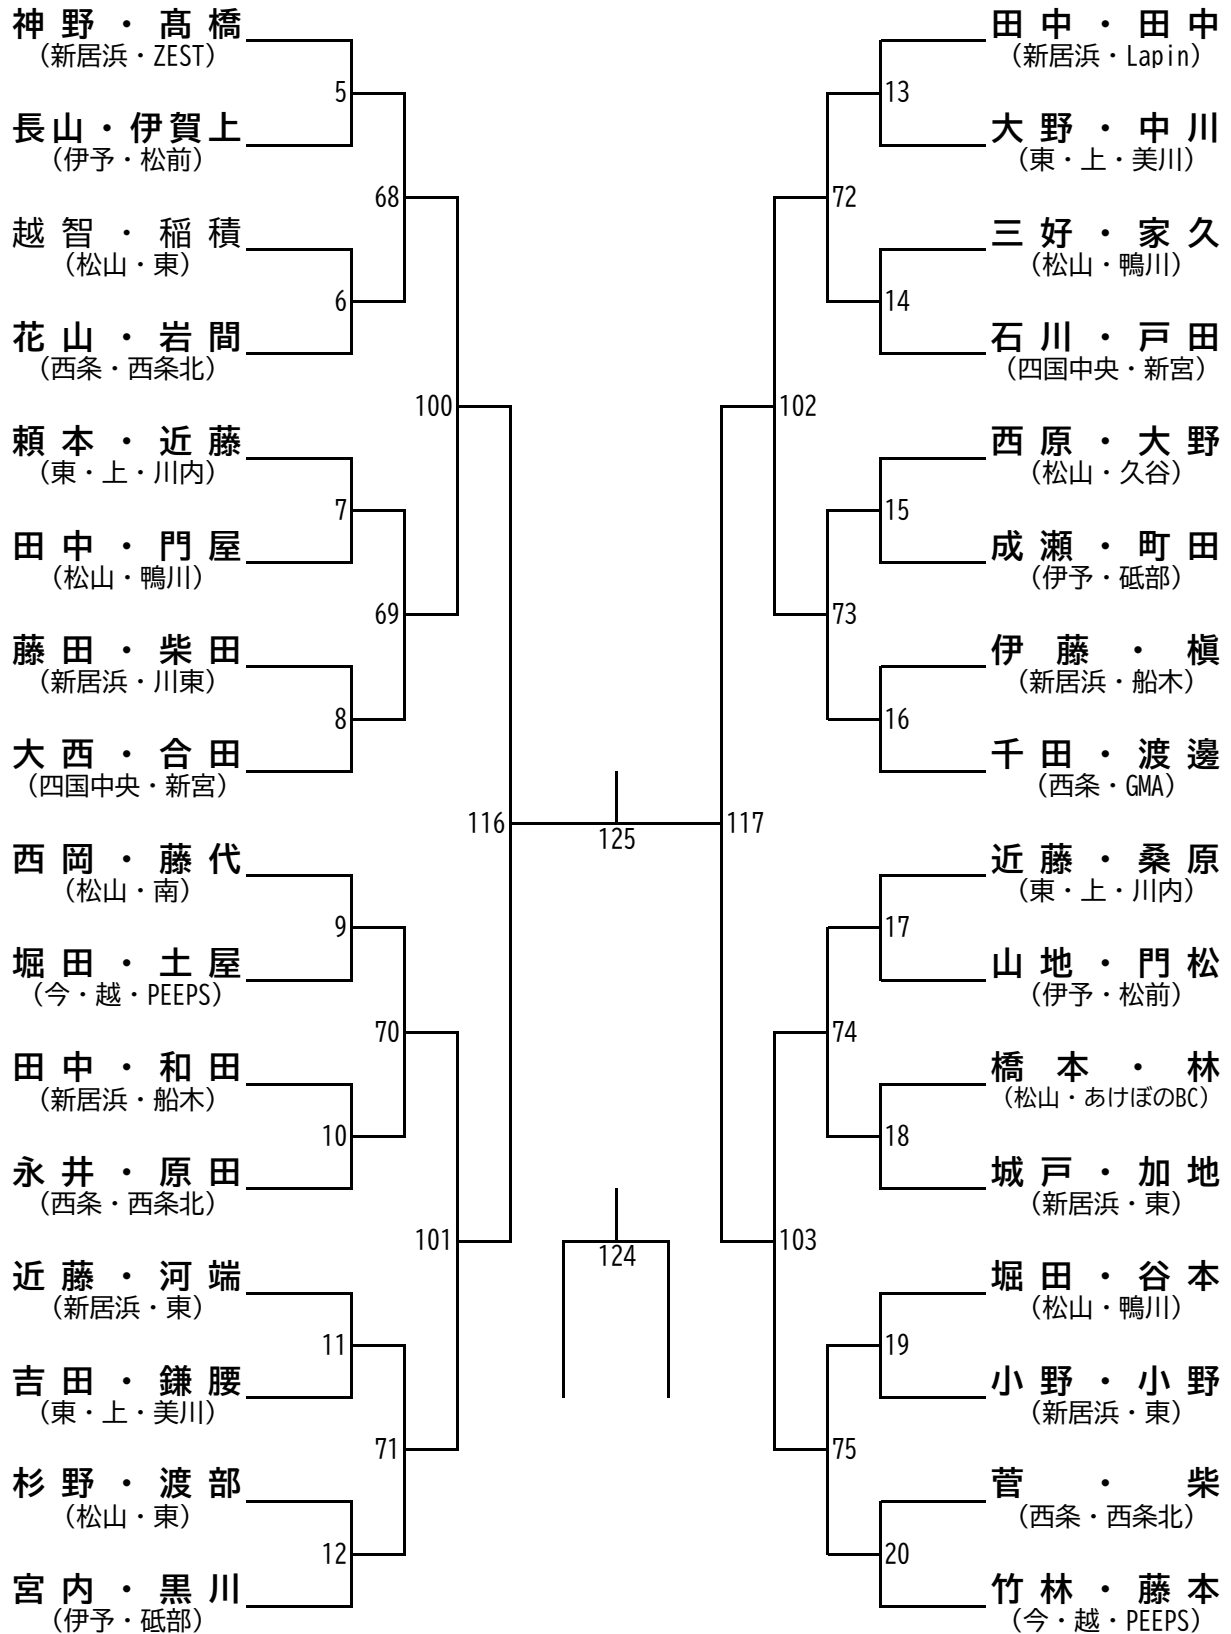 神野・髙橋
（新居浜・ZEST）
5
長山・伊賀上
（伊予・松前）
68
越智・稲積
（松山・東）
6
花山・岩間
（西条・西条北）
100
頼本・近藤
（東・上・川内）
7
田中・門屋
（松山・鴨川）
69
藤田・柴田
（新居浜・川東）
8
大西・合田
（四国中央・新宮）
116
西岡・藤代
（松山・南）
9
堀田・土屋
（今・越・PEEPS）
70
田中・和田
（新居浜・船木）
10
永井・原田
（西条・西条北）
101
近藤・河端
（新居浜・東）
11
吉田・鎌腰
（東・上・美川）
71
杉野・渡部
（松山・東）
12
宮内・黒川
（伊予・砥部）
125
124
田中・田中
（新居浜・Lapin）
13
大野・中川
（東・上・美川）
72
三好・家久
（松山・鴨川）
14
石川・戸田
（四国中央・新宮）
102
西原・大野
（松山・久谷）
15
成瀬・町田
（伊予・砥部）
73
伊藤・槇
（新居浜・船木）
16
千田・渡邊
（西条・GMA）
117
近藤・桑原
（東・上・川内）
17
山地・門松
（伊予・松前）
74
橋本・林
（松山・あけぼのBC）
18
城戸・加地
（新居浜・東）
103
堀田・谷本
（松山・鴨川）
19
小野・小野
（新居浜・東）
75
菅・柴
（西条・西条北）
20
竹林・藤本
（今・越・PEEPS）